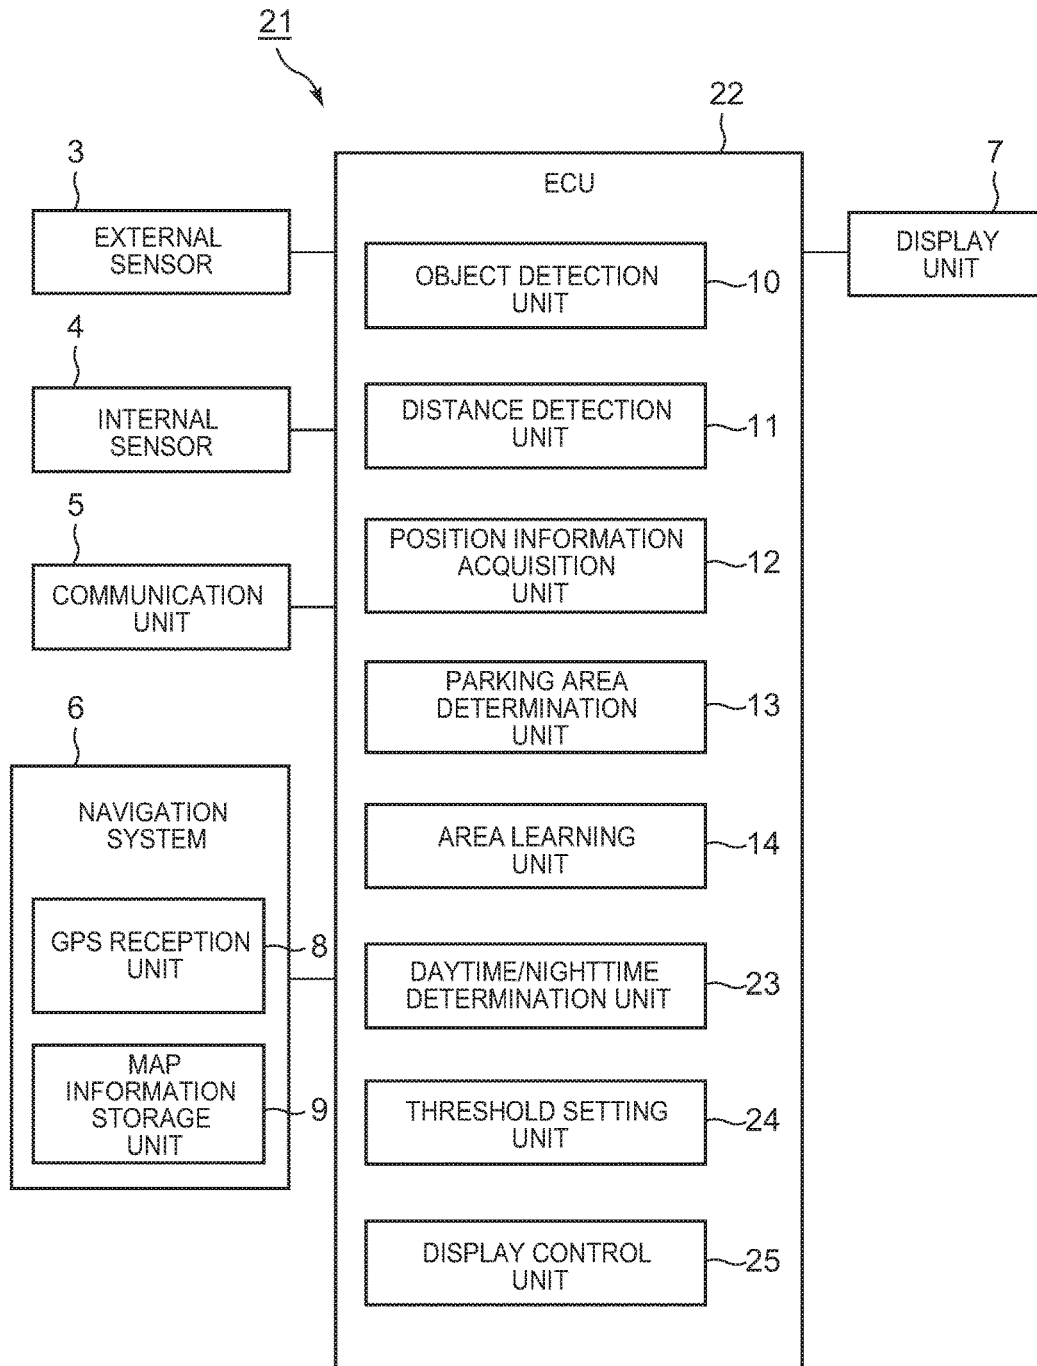 21
22
ECU
3
EXTERNAL
SENSOR
4
INTERNAL
SENSOR
5
COMMUNICATION
UNIT
6
NAVIGATION
SYSTEM
GPS RECEPTION
UNIT
8
MAP
INFORMATION
STORAGE
UNIT
9
OBJECT DETECTION
UNIT
10
DISTANCE DETECTION
UNIT
11
POSITION INFORMATION
ACQUISITION
UNIT
12
PARKING AREA
DETERMINATION
UNIT
13
AREA LEARNING
UNIT
14
DAYTIME/NIGHTTIME
DETERMINATION UNIT
23
THRESHOLD SETTING
UNIT
24
DISPLAY CONTROL
UNIT
25
7
DISPLAY
UNIT